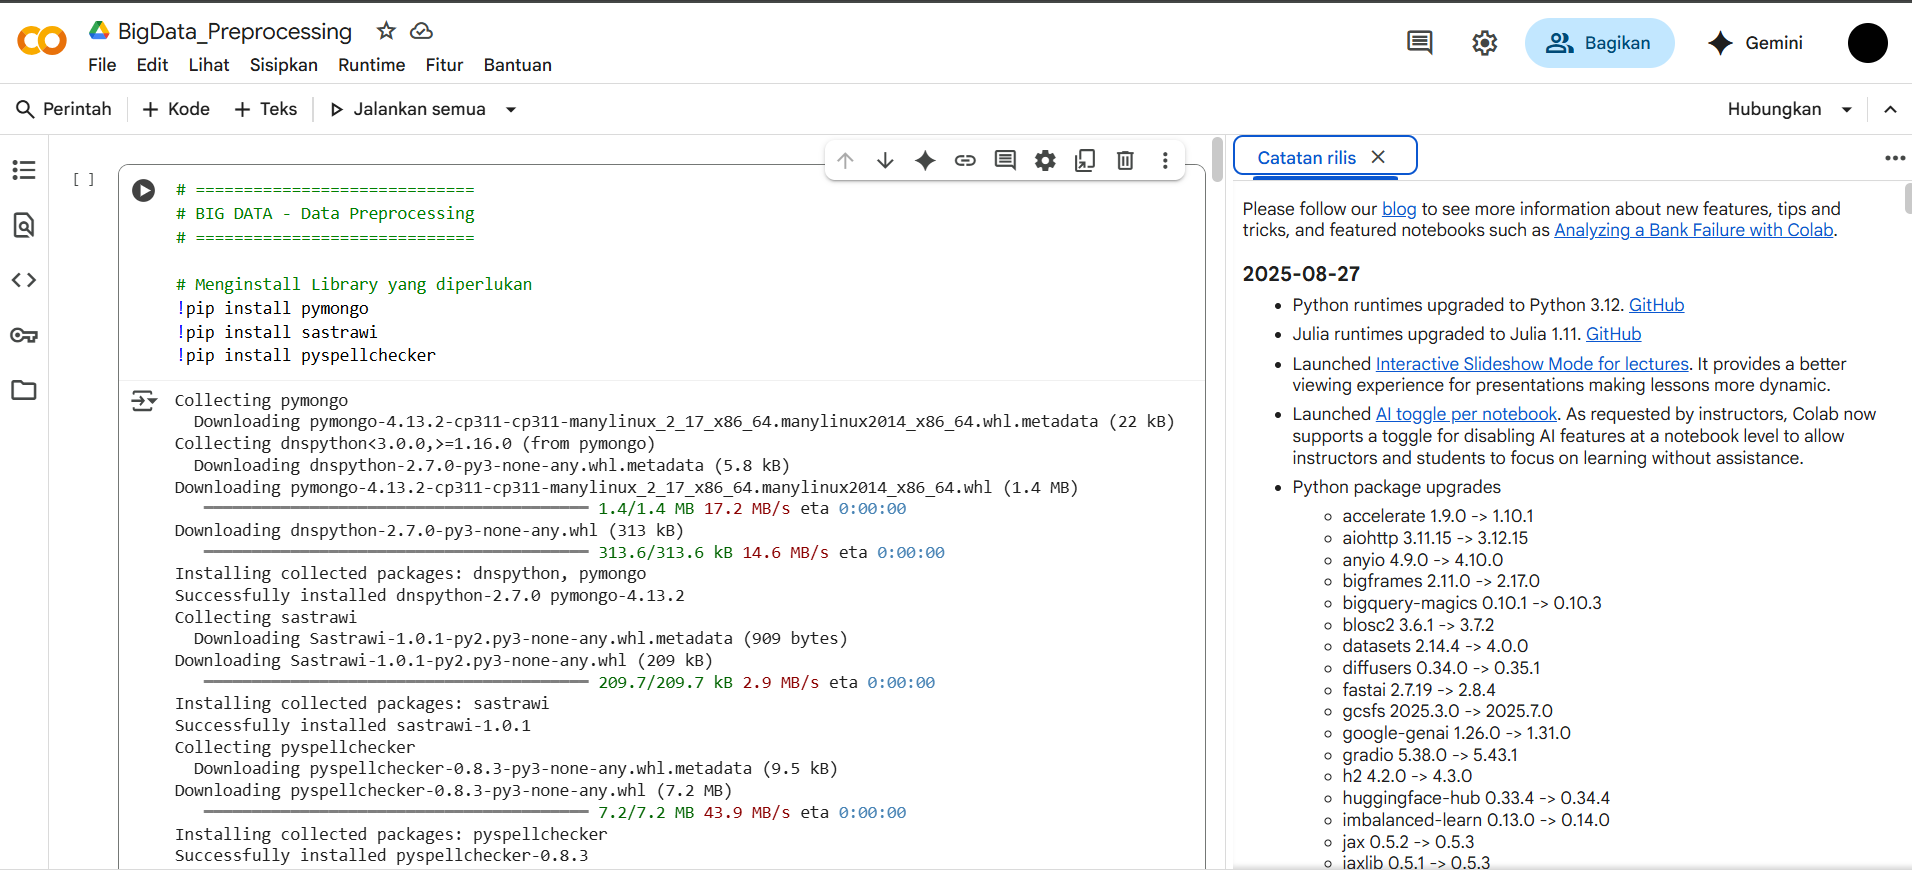 BigData_Preprocessing
File Edit Lihat Sisipkan Runtime Fitur Bantuan
Bagikan
Gemini
Perintah
Kode
Teks
Jalankan semua
Hubungkan
[ ]
# =============================
# BIG DATA - Data Preprocessing
# =============================
# Menginstall Library yang diperlukan
!pip install pymongo
!pip install sastrawi
!pip install pyspellchecker
Collecting pymongo
Downloading pymongo-4.13.2-cp311-cp311-manylinux_2_17_x86_64.manylinux2014_x86_64.whl.metadata (22 kB)
Collecting dnspython<3.0.0,>=1.16.0 (from pymongo)
Downloading dnspython-2.7.0-py3-none-any.whl.metadata (5.8 kB)
Downloading pymongo-4.13.2-cp311-cp311-manylinux_2_17_x86_64.manylinux2014_x86_64.whl (1.4 MB)
1.4/1.4 MB 17.2 MB/s eta 0:00:00
Downloading dnspython-2.7.0-py3-none-any.whl (313 kB)
313.6/313.6 kB 14.6 MB/s eta 0:00:00
Installing collected packages: dnspython, pymongo
Successfully installed dnspython-2.7.0 pymongo-4.13.2
Collecting sastrawi
Downloading Sastrawi-1.0.1-py2.py3-none-any.whl.metadata (909 bytes)
Downloading Sastrawi-1.0.1-py2.py3-none-any.whl (209 kB)
209.7/209.7 kB 2.9 MB/s eta 0:00:00
Installing collected packages: sastrawi
Successfully installed sastrawi-1.0.1
Collecting pyspellchecker
Downloading pyspellchecker-0.8.3-py3-none-any.whl.metadata (9.5 kB)
Downloading pyspellchecker-0.8.3-py3-none-any.whl (7.2 MB)
7.2/7.2 MB 43.9 MB/s eta 0:00:00
Installing collected packages: pyspellchecker
Successfully installed pyspellchecker-0.8.3
Catatan rilis
Please follow our blog to see more information about new features, tips and
tricks, and featured notebooks such as Analyzing a Bank Failure with Colab.
2025-08-27
Python runtimes upgraded to Python 3.12. GitHub
Julia runtimes upgraded to Julia 1.11. GitHub
Launched Interactive Slideshow Mode for lectures. It provides a better
viewing experience for presentations making lessons more dynamic.
Launched AI toggle per notebook. As requested by instructors, Colab now
supports a toggle for disabling AI features at a notebook level to allow
instructors and students to focus on learning without assistance.
Python package upgrades
accelerate 1.9.0 -> 1.10.1
aiohttp 3.11.15 -> 3.12.15
anyio 4.9.0 -> 4.10.0
bigframes 2.11.0 -> 2.17.0
bigquery-magics 0.10.1 -> 0.10.3
blosc2 3.6.1 -> 3.7.2
datasets 2.14.4 -> 4.0.0
diffusers 0.34.0 -> 0.35.1
fastai 2.7.19 -> 2.8.4
gcsfs 2025.3.0 -> 2025.7.0
google-genai 1.26.0 -> 1.31.0
gradio 5.38.0 -> 5.43.1
h2 4.2.0 -> 4.3.0
huggingface-hub 0.33.4 -> 0.34.4
imbalanced-learn 0.13.0 -> 0.14.0
jax 0.5.2 -> 0.5.3
jaxlib 0.5.1 -> 0.5.3